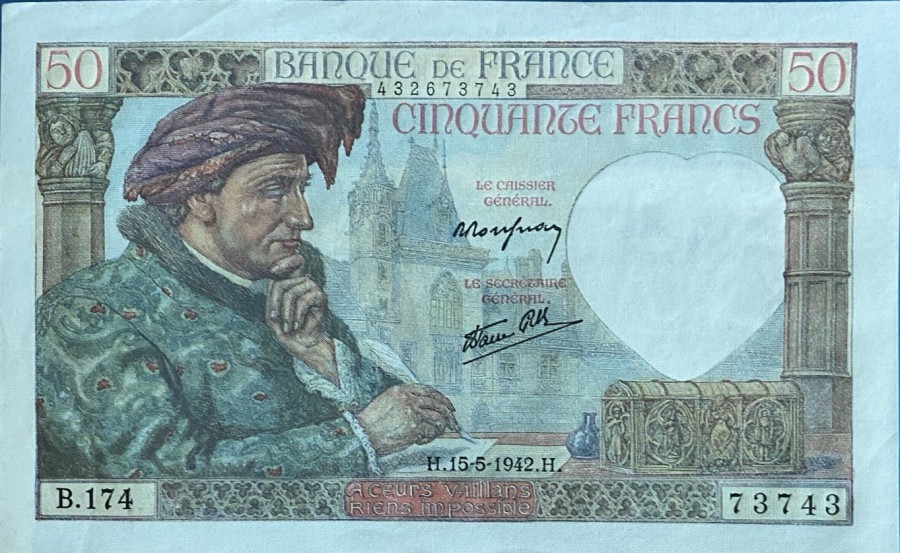 50 BANQUE DE FRANCE 50
432673743
CINQUANTE FRANCS
LE CAISSIER
GÉNÉRAL.
LE SECRÉTAIRE
GÉNÉRAL.
H.15-5-1942.H.
B.174
A CEURS VAILLANS
RIENS IMPOSSIBLE
73743